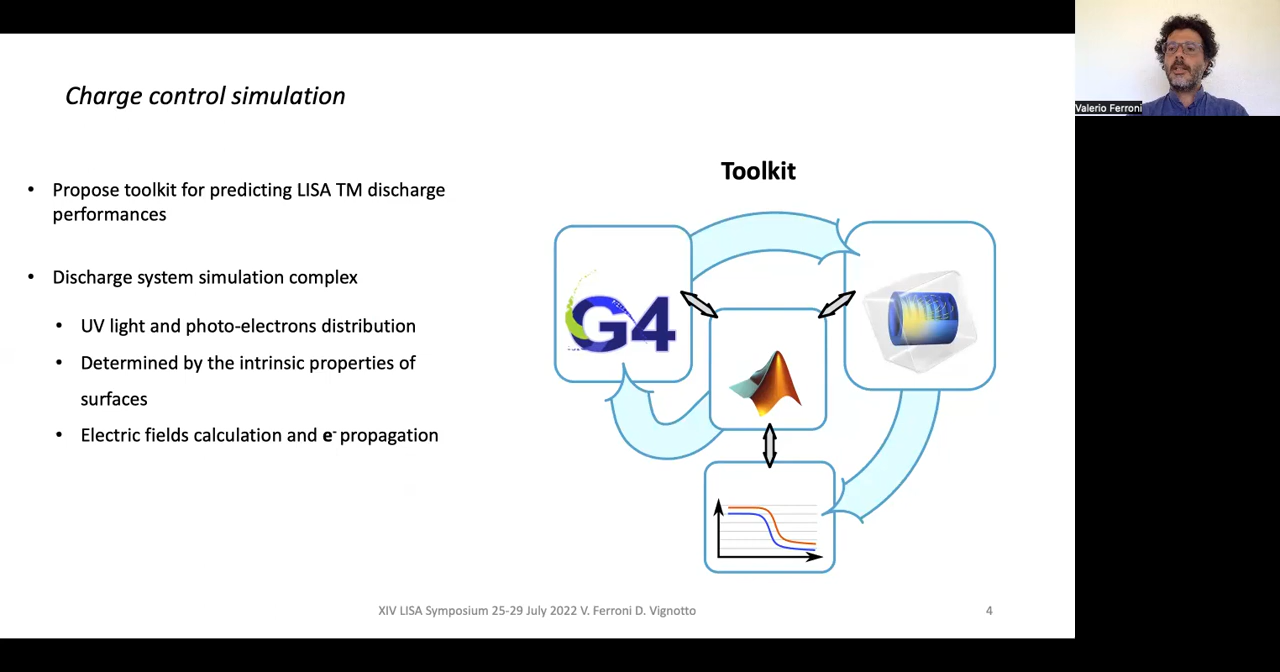 Charge control simulation
Valerio Ferroni
• Propose toolkit for predicting LISA TM discharge
performances
• Discharge system simulation complex
• UV light and photo-electrons distribution
• Determined by the intrinsic properties of
surfaces
• Electric fields calculation and e- propagation
Toolkit
G4
XIV LISA Symposium 25-29 July 2022 V. Ferroni D. Vignotto
4